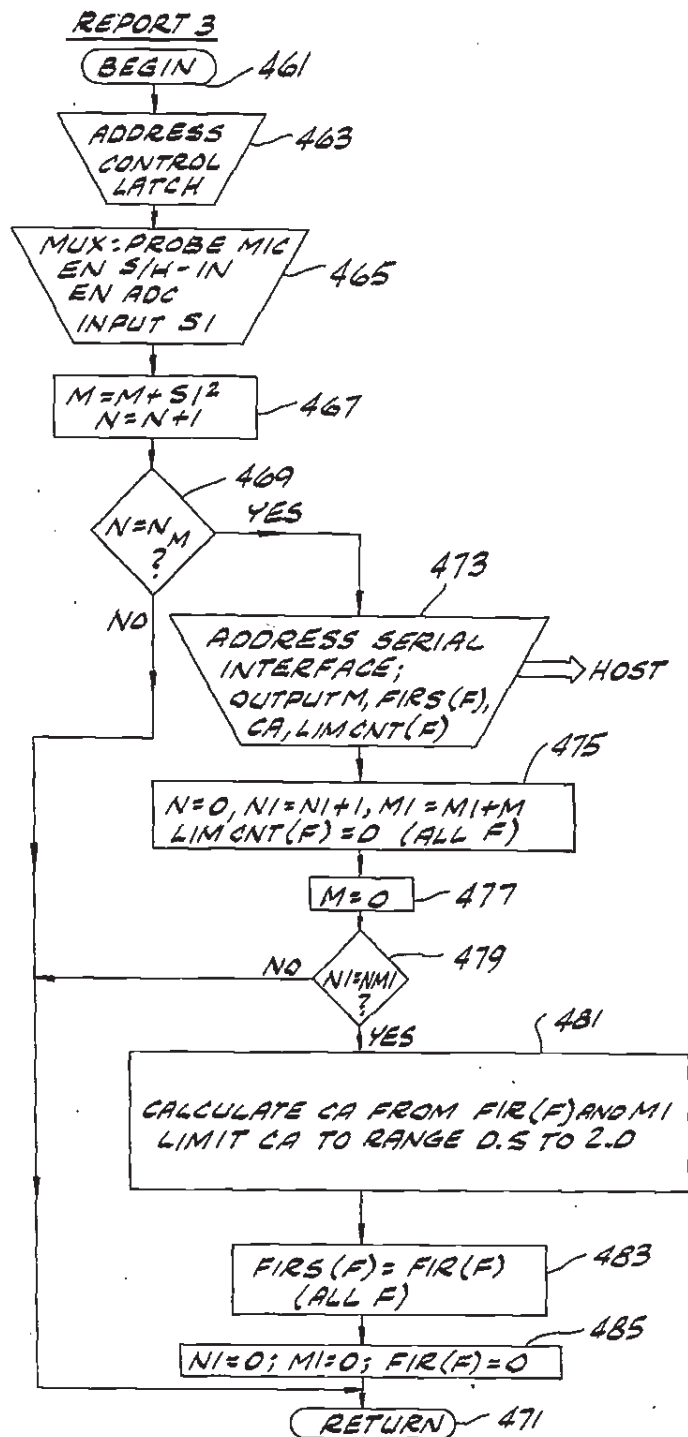 REPORT 3
BEGIN
461
ADDRESS
CONTROL
LATCH
463
MUX: PROBE MIC
EN S/H-IN
EN ADC
INPUT S1
465
M=M+S1²
N=N+1
467
469
N=N_M
?
YES
NO
473
ADDRESS SERIAL
INTERFACE;
OUTPUT M, FIRS(F),
CA, LIMCNT(F)
HOST
475
N=0, N1=N1+1, M1=M1+M
LIMCNT(F)=0 (ALL F)
M=0
477
479
NO
N1=NM1
?
YES
481
CALCULATE CA FROM FIR(F) AND M1
LIMIT CA TO RANGE 0.5 TO 2.0
FIRS(F)=FIR(F)
(ALL F)
483
485
N1=0; M1=0; FIR(F)=0
RETURN
471